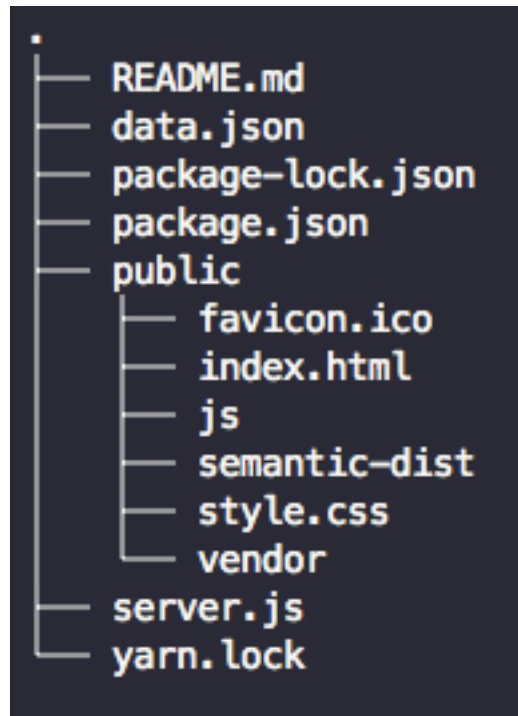 .
├── README.md
├── data.json
├── package-lock.json
├── package.json
├── public
│   ├── favicon.ico
│   ├── index.html
│   ├── js
│   ├── semantic-dist
│   ├── style.css
│   └── vendor
├── server.js
└── yarn.lock